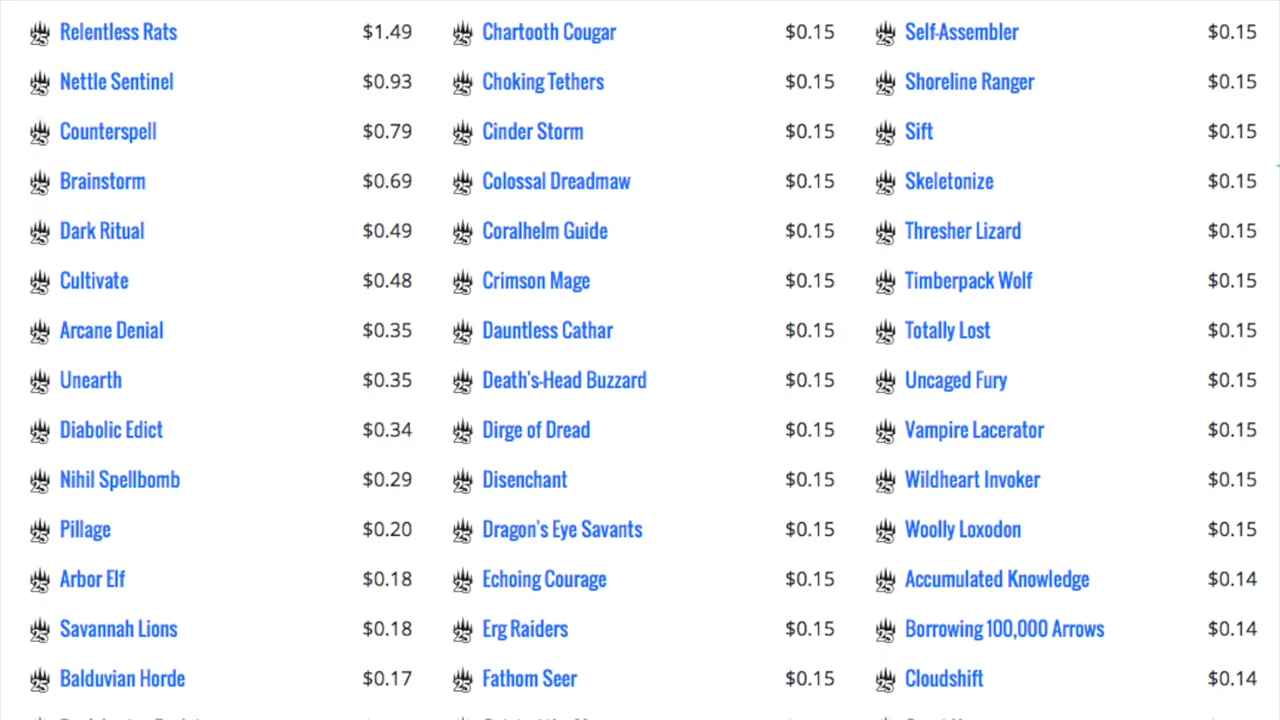 Relentless Rats $1.49
Nettle Sentinel $0.93
Counterspell $0.79
Brainstorm $0.69
Dark Ritual $0.49
Cultivate $0.48
Arcane Denial $0.35
Unearth $0.35
Diabolic Edict $0.34
Nihil Spellbomb $0.29
Pillage $0.20
Arbor Elf $0.18
Savannah Lions $0.18
Balduvian Horde $0.17
Chartooth Cougar $0.15
Choking Tethers $0.15
Cinder Storm $0.15
Colossal Dreadmaw $0.15
Coralhelm Guide $0.15
Crimson Mage $0.15
Dauntless Cathar $0.15
Death's-Head Buzzard $0.15
Dirge of Dread $0.15
Disenchant $0.15
Dragon's Eye Savants $0.15
Echoing Courage $0.15
Erg Raiders $0.15
Fathom Seer $0.15
Self-Assembler $0.15
Shoreline Ranger $0.15
Sift $0.15
Skeletonize $0.15
Thresher Lizard $0.15
Timberpack Wolf $0.15
Totally Lost $0.15
Uncaged Fury $0.15
Vampire Lacerator $0.15
Wildheart Invoker $0.15
Woolly Loxodon $0.15
Accumulated Knowledge $0.14
Borrowing 100,000 Arrows $0.14
Cloudshift $0.14